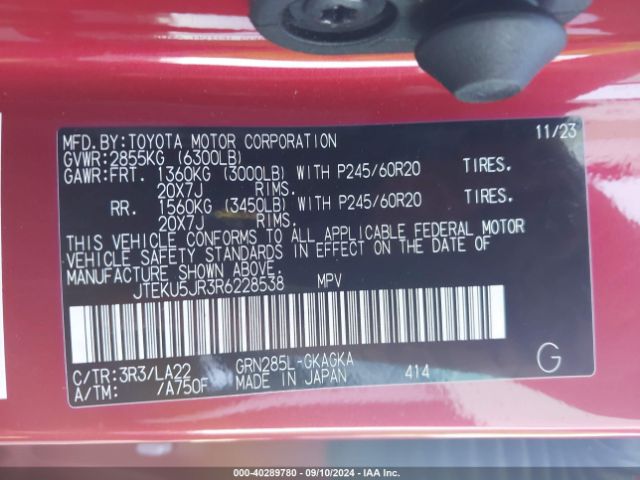 MFD.BY:TOYOTA MOTOR CORPORATION 11/23
GVWR:2855KG (6300LB)
GAWR:FRT. 1360KG (3000LB) WITH P245/60R20 TIRES.
20X7J RIMS.
RR. 1560KG (3450LB) WITH P245/60R20 TIRES.
20X7J RIMS.
THIS VEHICLE CONFORMS TO ALL APPLICABLE FEDERAL MOTOR
VEHICLE SAFETY STANDARDS IN EFFECT ON THE DATE OF
MANUFACTURE SHOWN ABOVE.
JTEKU5JR3R6228538 MPV
C/TR:3R3/LA22 GRN285L-GKAGKA
A/TM: /A750F MADE IN JAPAN 414 G
000-40289780 - 09/10/2024 - IAA Inc.